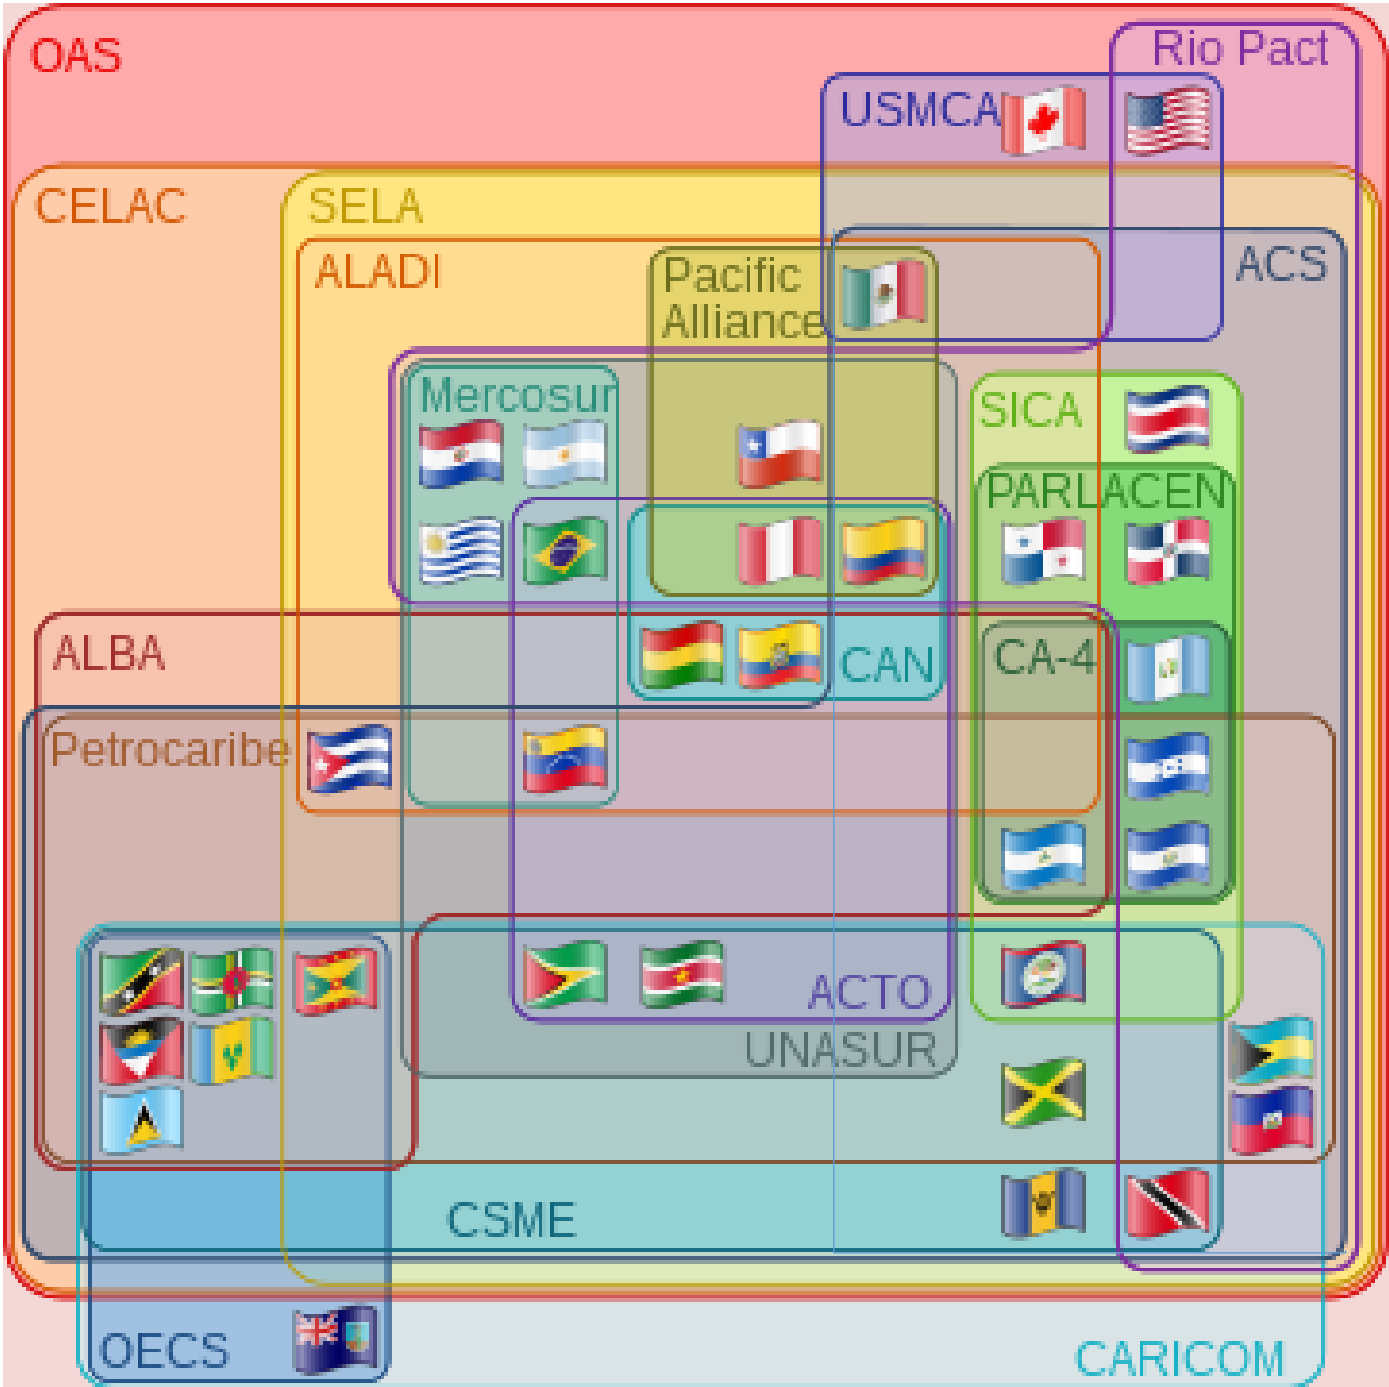 OAS
Rio Pact
USMCA
CELAC
SELA
ALADI
Pacific
Alliance
ACS
Mercosur
SICA
PARLACEN
ALBA
CAN
CA-4
Petrocaribe
ACTO
UNASUR
CSME
OECS
CARICOM